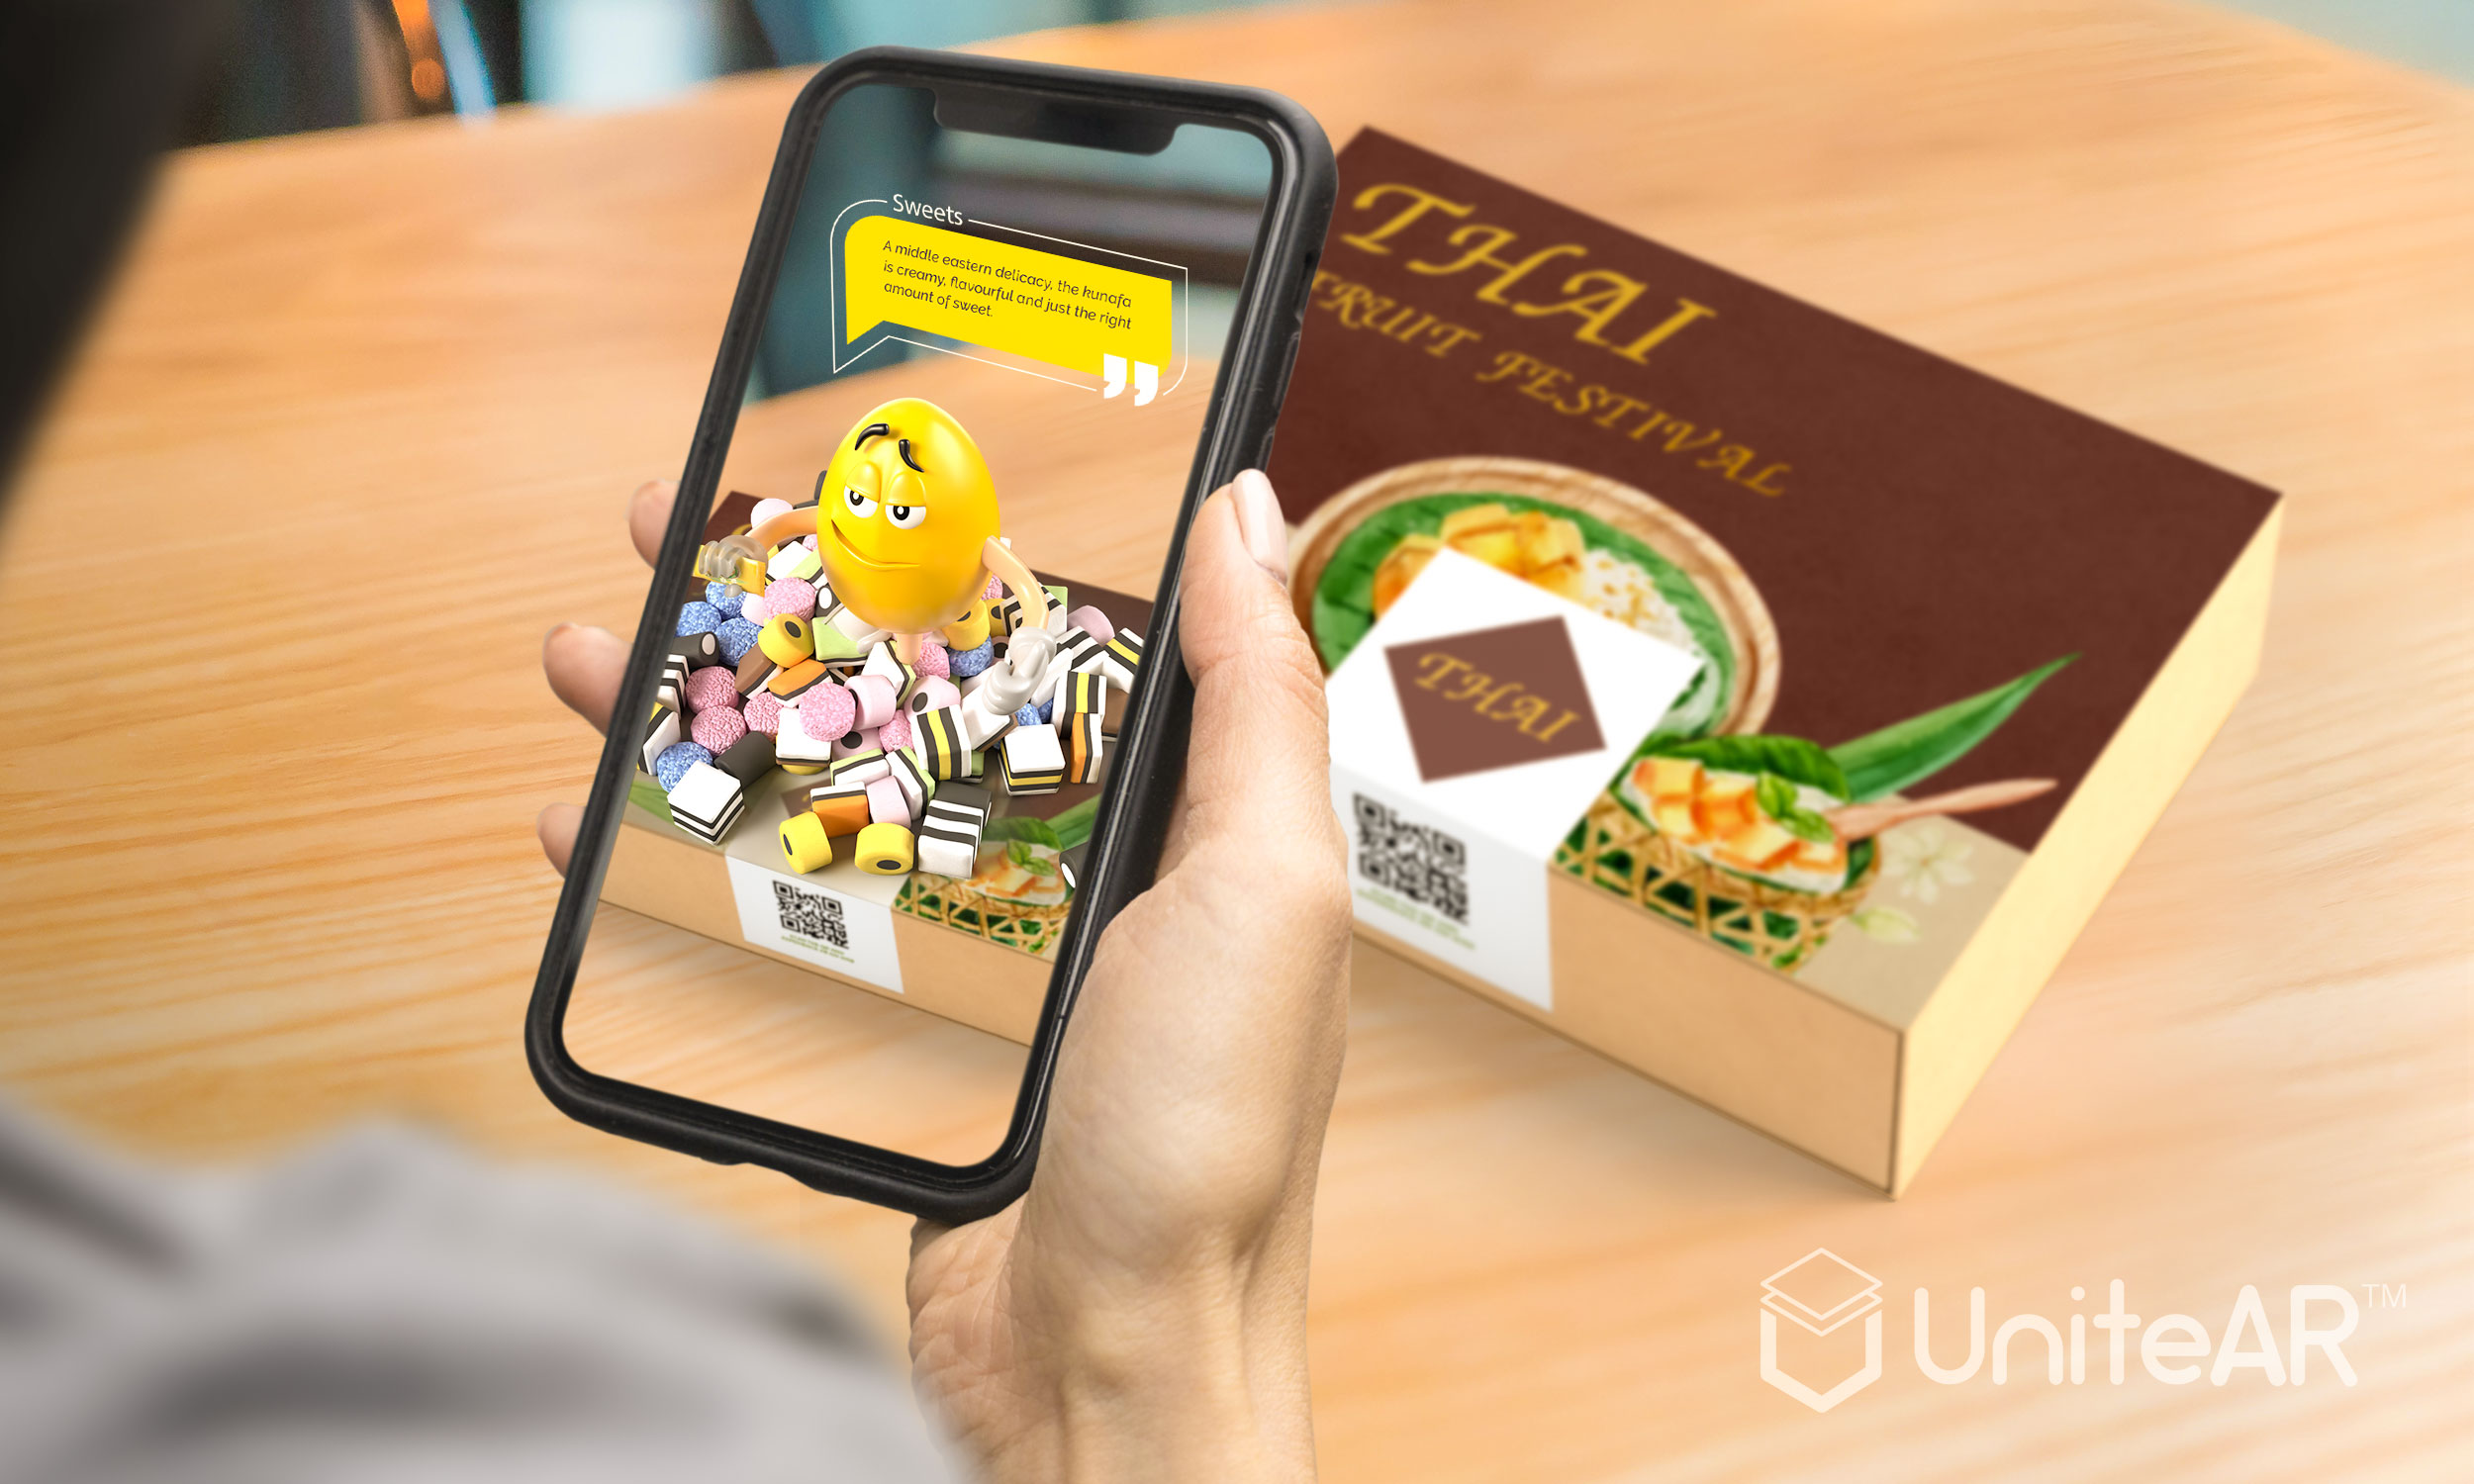 Sweets
A middle eastern delicacy, the kunafa
is creamy, flavourful and just the right
amount of sweet.
THAI
FRUIT FESTIVAL
THAI
UniteAR™